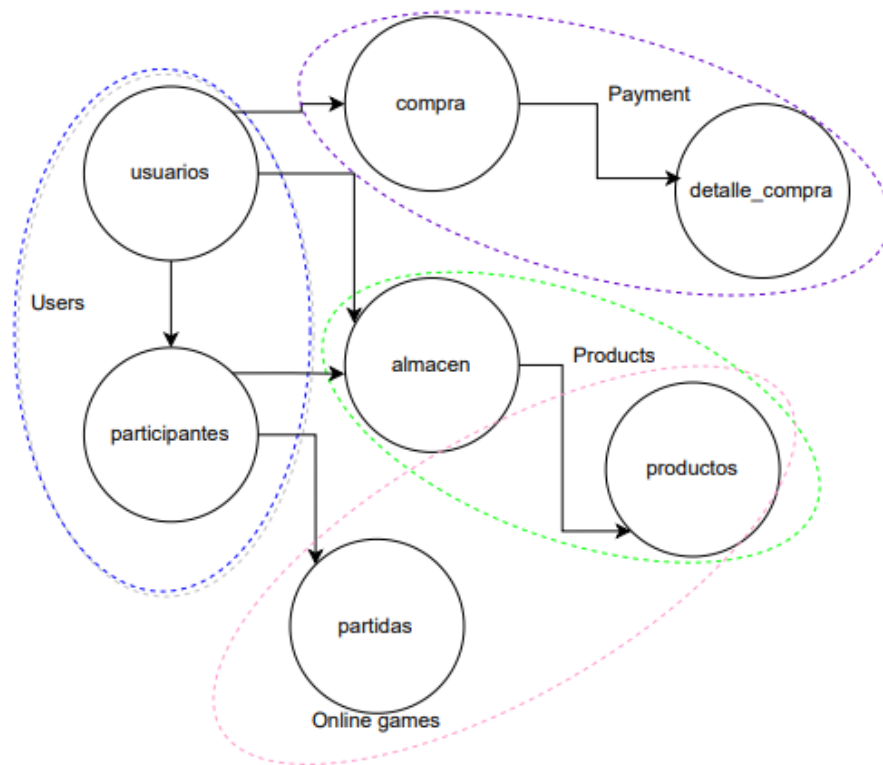 compra
Payment
usuarios
detalle_compra
Users
almacen
Products
participantes
productos
partidas
Online games